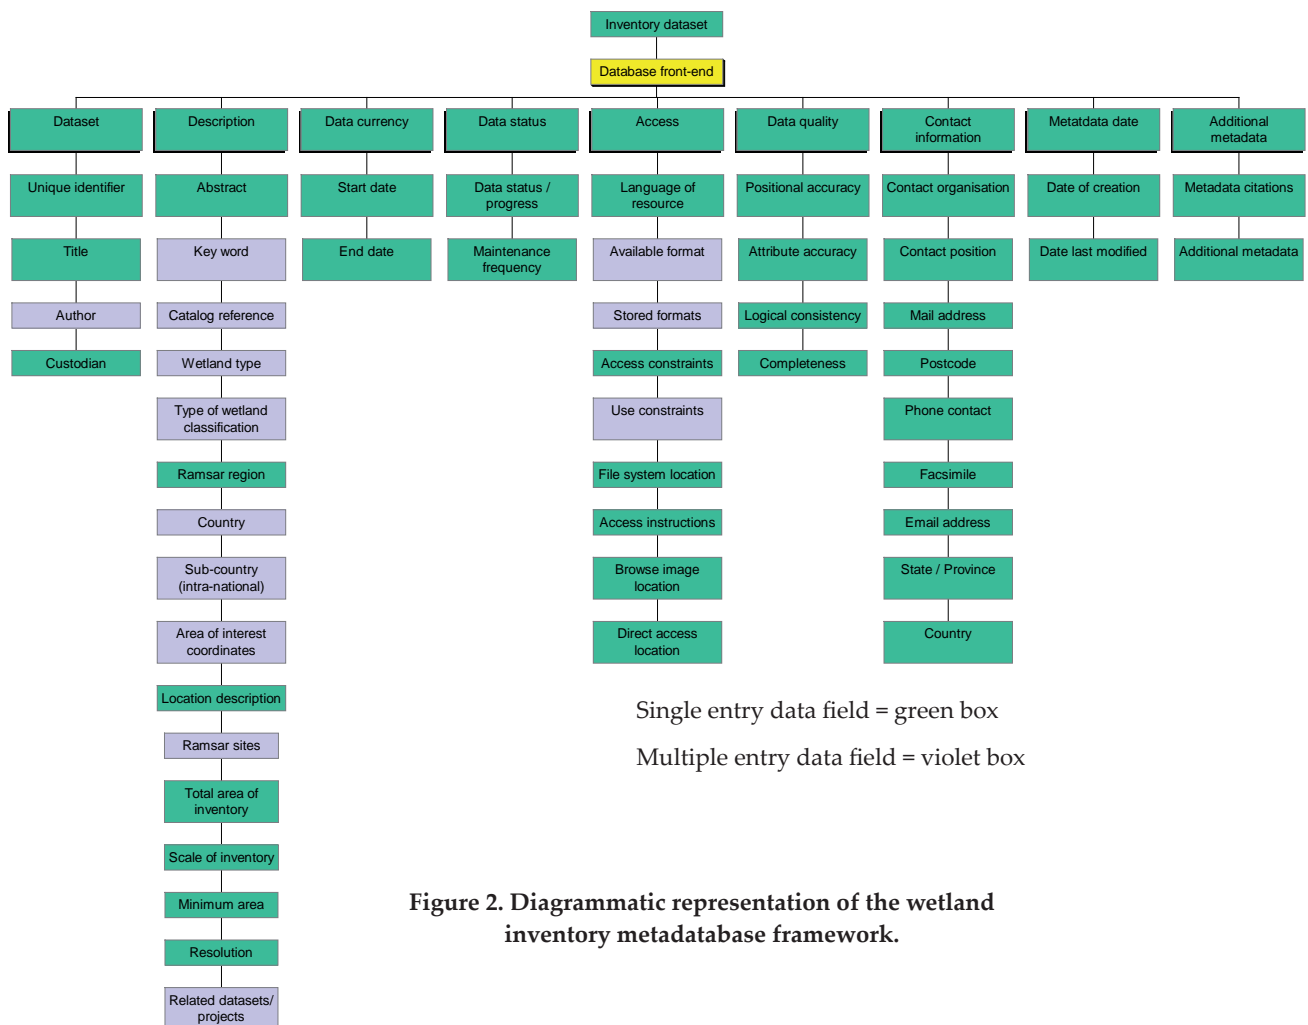 Inventory dataset
Database front-end
Dataset
Unique identifier
Title
Author
Custodian
Description
Abstract
Key word
Catalog reference
Wetland type
Type of wetland
classification
Ramsar region
Country
Sub-country
(intra-national)
Area of interest
coordinates
Location description
Ramsar sites
Total area of
inventory
Scale of inventory
Minimum area
Resolution
Related datasets/
projects
Data currency
Start date
End date
Data status
Data status /
progress
Maintenance
frequency
Access
Language of
resource
Available format
Stored formats
Access constraints
Use constraints
File system location
Access instructions
Browse image
location
Direct access
location
Data quality
Positional accuracy
Attribute accuracy
Logical consistency
Completeness
Contact
information
Contact organisation
Contact position
Mail address
Postcode
Phone contact
Facsimile
Email address
State / Province
Country
Metatdata date
Date of creation
Date last modified
Additional
metadata
Metadata citations
Additional metadata
Single entry data field = green box
Multiple entry data field = violet box
Figure 2. Diagrammatic representation of the wetland
inventory metadatabase framework.